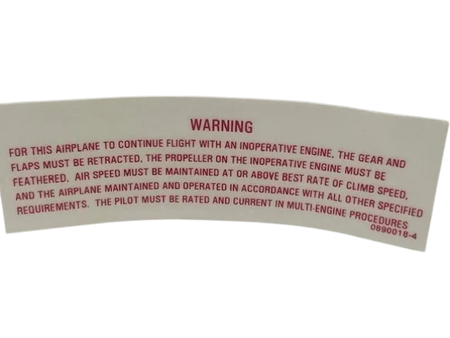 WARNING
FOR THIS AIRPLANE TO CONTINUE FLIGHT WITH AN INOPERATIVE ENGINE, THE GEAR AND
FLAPS MUST BE RETRACTED, THE PROPELLER ON THE INOPERATIVE ENGINE MUST BE
FEATHERED. AIR SPEED MUST BE MAINTAINED AT OR ABOVE BEST RATE OF CLIMB SPEED,
AND THE AIRPLANE MAINTAINED AND OPERATED IN ACCORDANCE WITH ALL OTHER SPECIFIED
REQUIREMENTS. THE PILOT MUST BE RATED AND CURRENT IN MULTI-ENGINE PROCEDURES
0890018-4